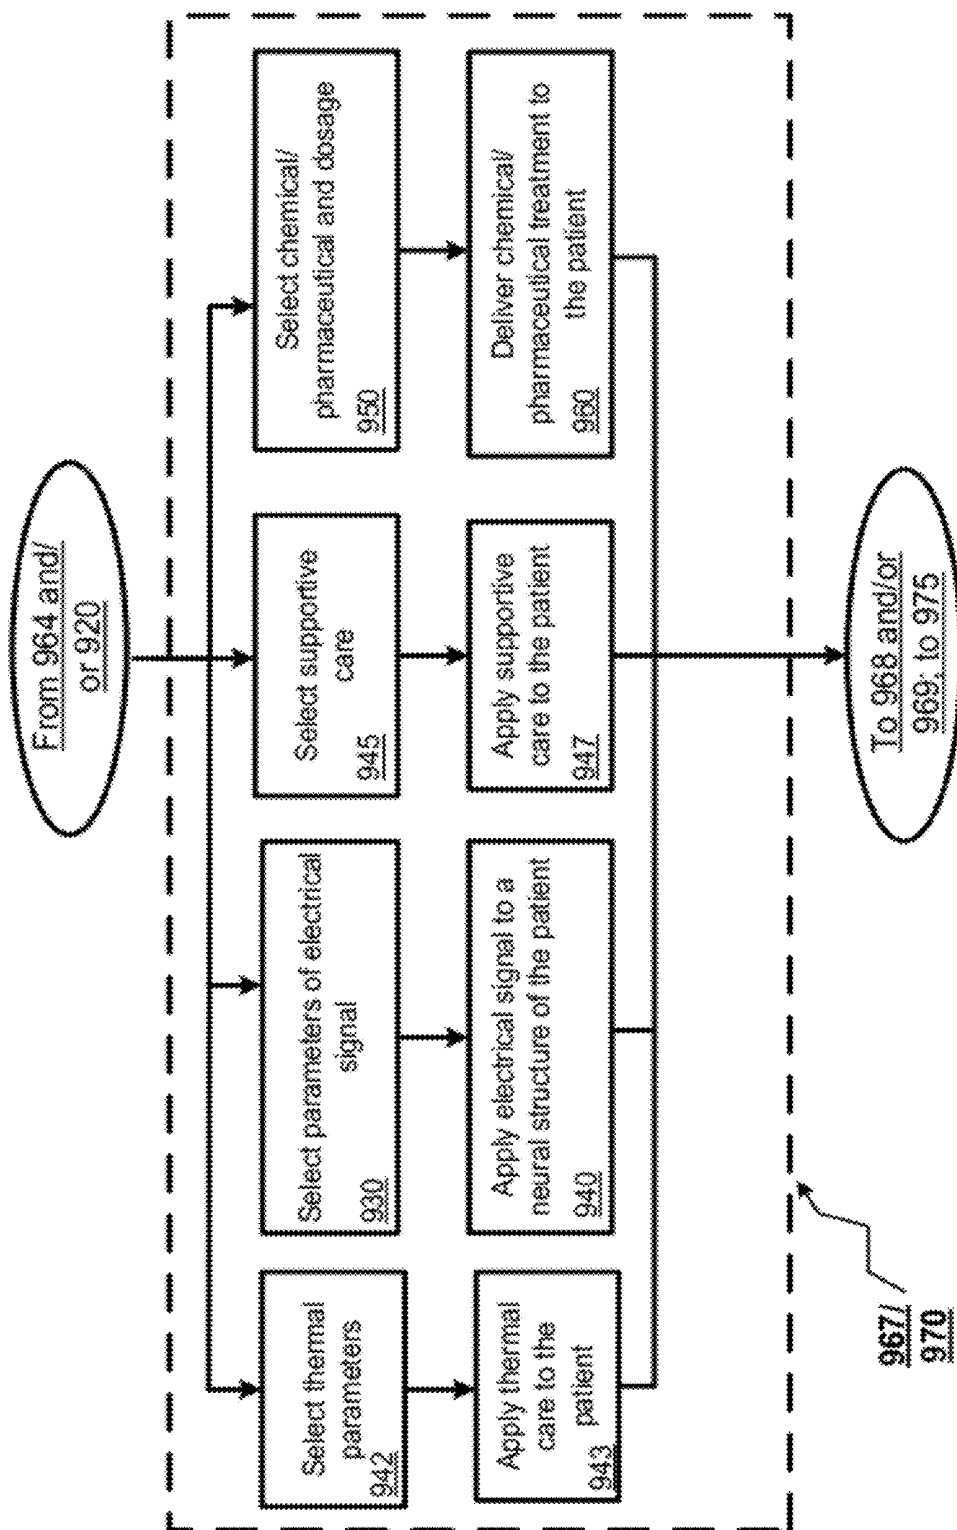 From 964 and/
or 920
Select thermal
parameters
942
Select parameters of electrical
signal
930
Select supportive
care
945
Select chemical/
pharmaceutical and dosage
950
Apply thermal
care to the
patient
943
Apply electrical signal to a
neural structure of the patient
940
Apply supportive
care to the patient
947
Deliver chemical/
pharmaceutical treatment to
the patient
960
To 968 and/or
969; to 975
967/
970